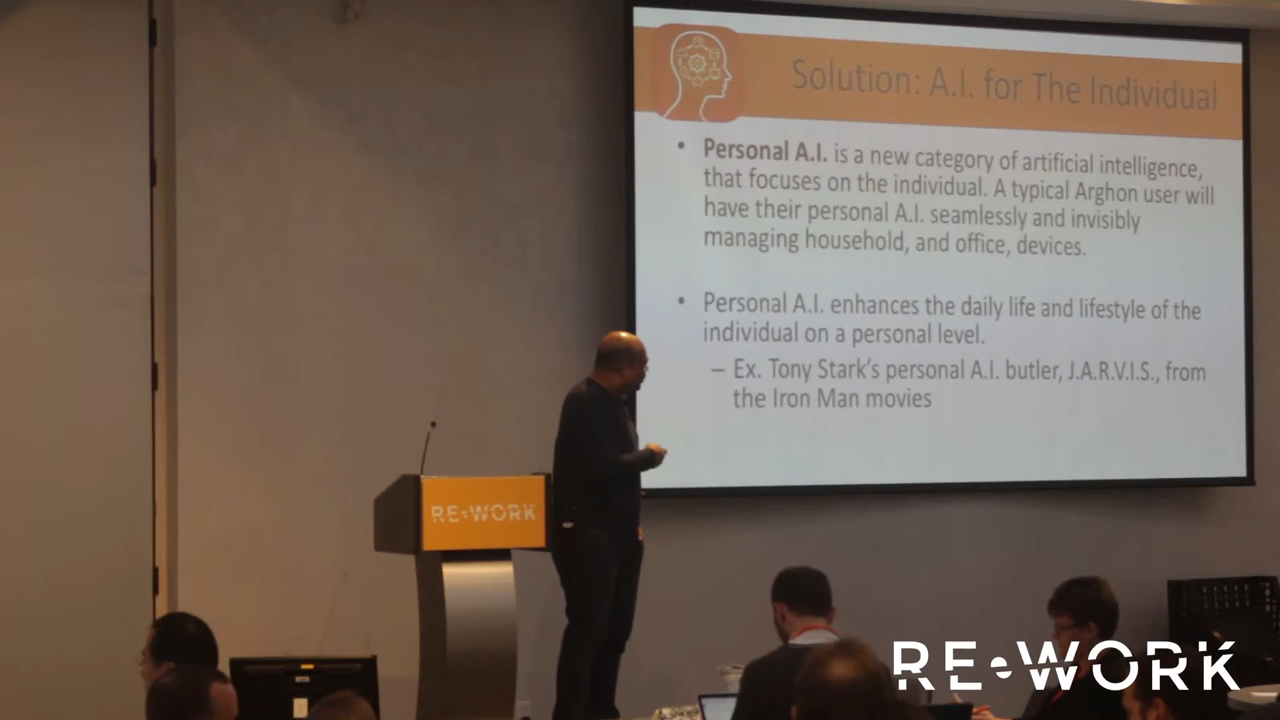 Solution: A.I. for The Individual
• Personal A.I. is a new category of artificial intelligence,
that focuses on the individual. A typical Arghon user will
have their personal A.I. seamlessly and invisibly
managing household, and office, devices.
• Personal A.I. enhances the daily life and lifestyle of the
individual on a personal level.
– Ex. Tony Stark's personal A.I. butler, J.A.R.V.I.S., from
the Iron Man movies
RE•WORK
RE•WORK